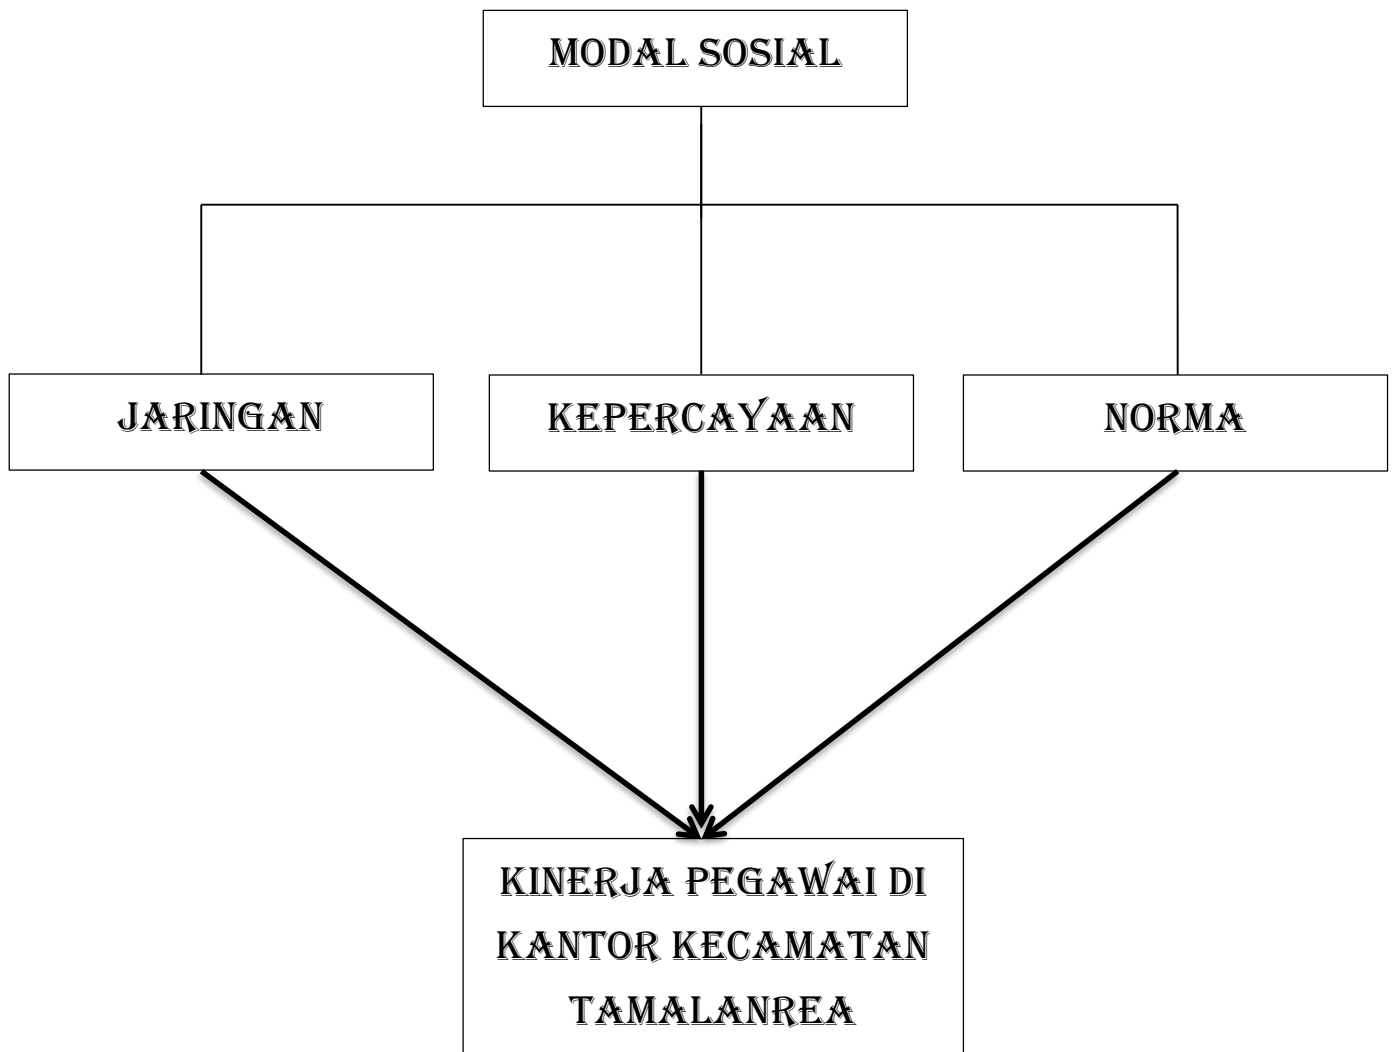 MODAL SOSIAL
JARINGAN
KEPERCAYAAN
NORMA
KINERJA PEGAWAI DI
KANTOR KECAMATAN
TAMALANREA